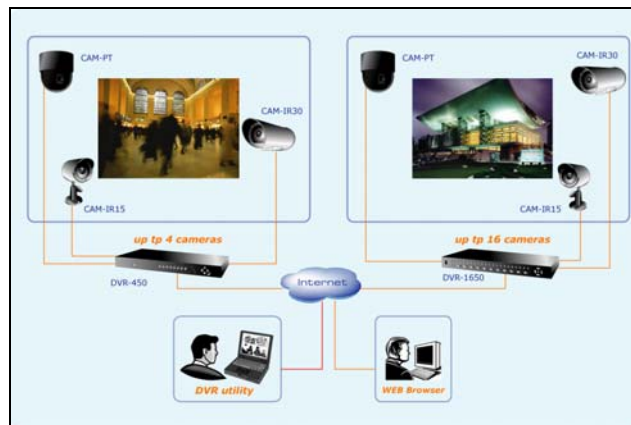 CAM-PT
CAM-IR30
CAM-IR15
up tp 4 cameras
DVR-450
CAM-PT
CAM-IR30
CAM-IR15
up tp 16 cameras
DVR-1650
Internet
DVR utility
WEB Browser